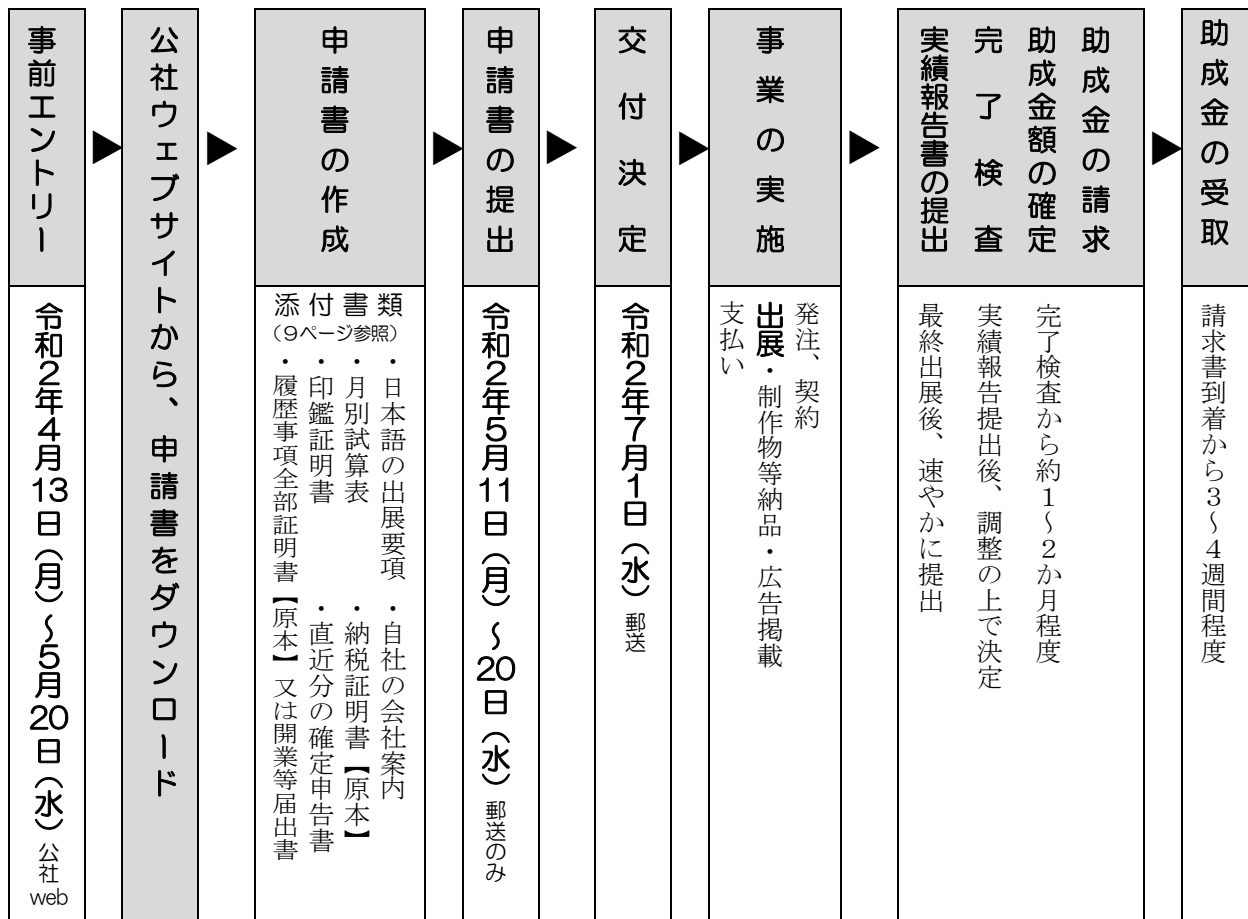 事前エントリー
令和2年4月13日（月）～5月20日（水）公社web
公社ウェブサイトから、申請書をダウンロード
申請書の作成
添付書類
（9ページ参照）
・日本語の出展要項　・自社の会社案内
・月別試算表　・納税証明書【原本】
・印鑑証明書　・直近分の確定申告書
・履歴事項全部証明書【原本】又は開業等届出書
申請書の提出
令和2年5月11日（月）～20日（水）郵送のみ
交付決定
令和2年7月1日（水）郵送
事業の実施
発注、契約
出展・制作物等納品・広告掲載
支払い
実績報告書の提出
最終出展後、速やかに提出
完了検査
実績報告提出後、調整の上で決定
助成金額の確定
完了検査から約1～2か月程度
助成金の請求
助成金の受取
請求書到着から3～4週間程度